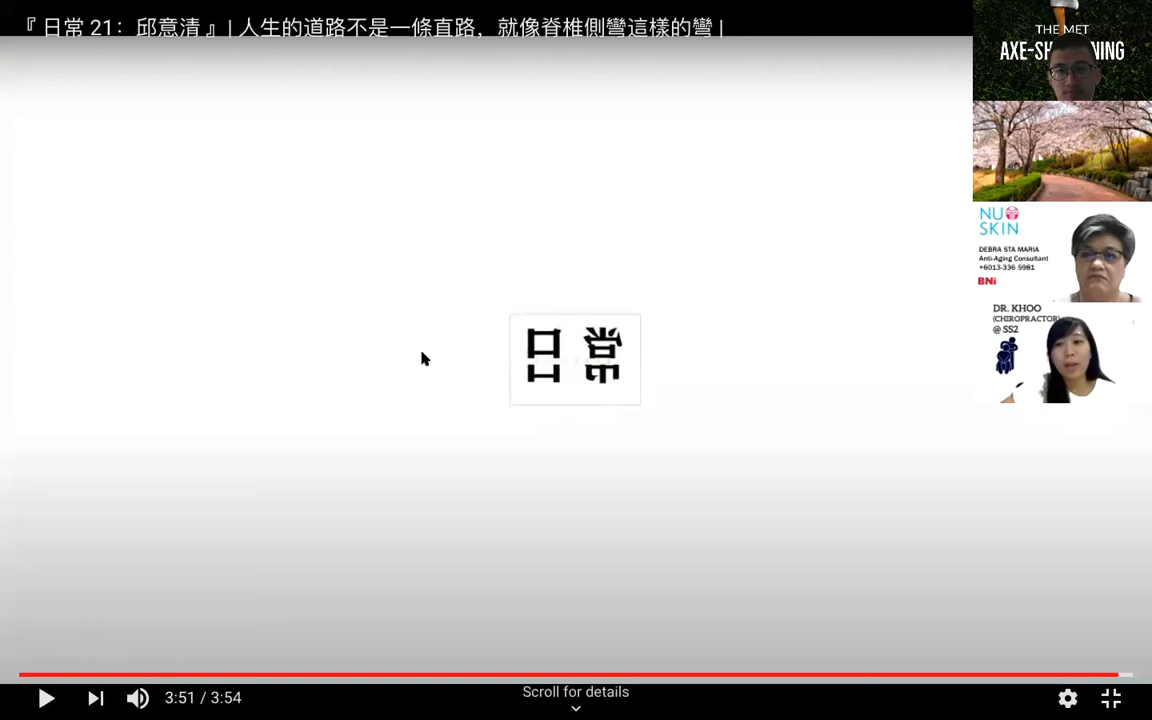 『 日常 21：邱意清 』| 人生的道路不是一條直路，就像脊椎側彎這樣的彎 |
THE MET
NU
SKIN
DEBRA STA MARIA
Anti-Aging Consultant
+6013-336 5981
BNI
DR. KHOO
(CHIROPRACTOR)
@ SS2
日常
3:51 / 3:54
Scroll for details